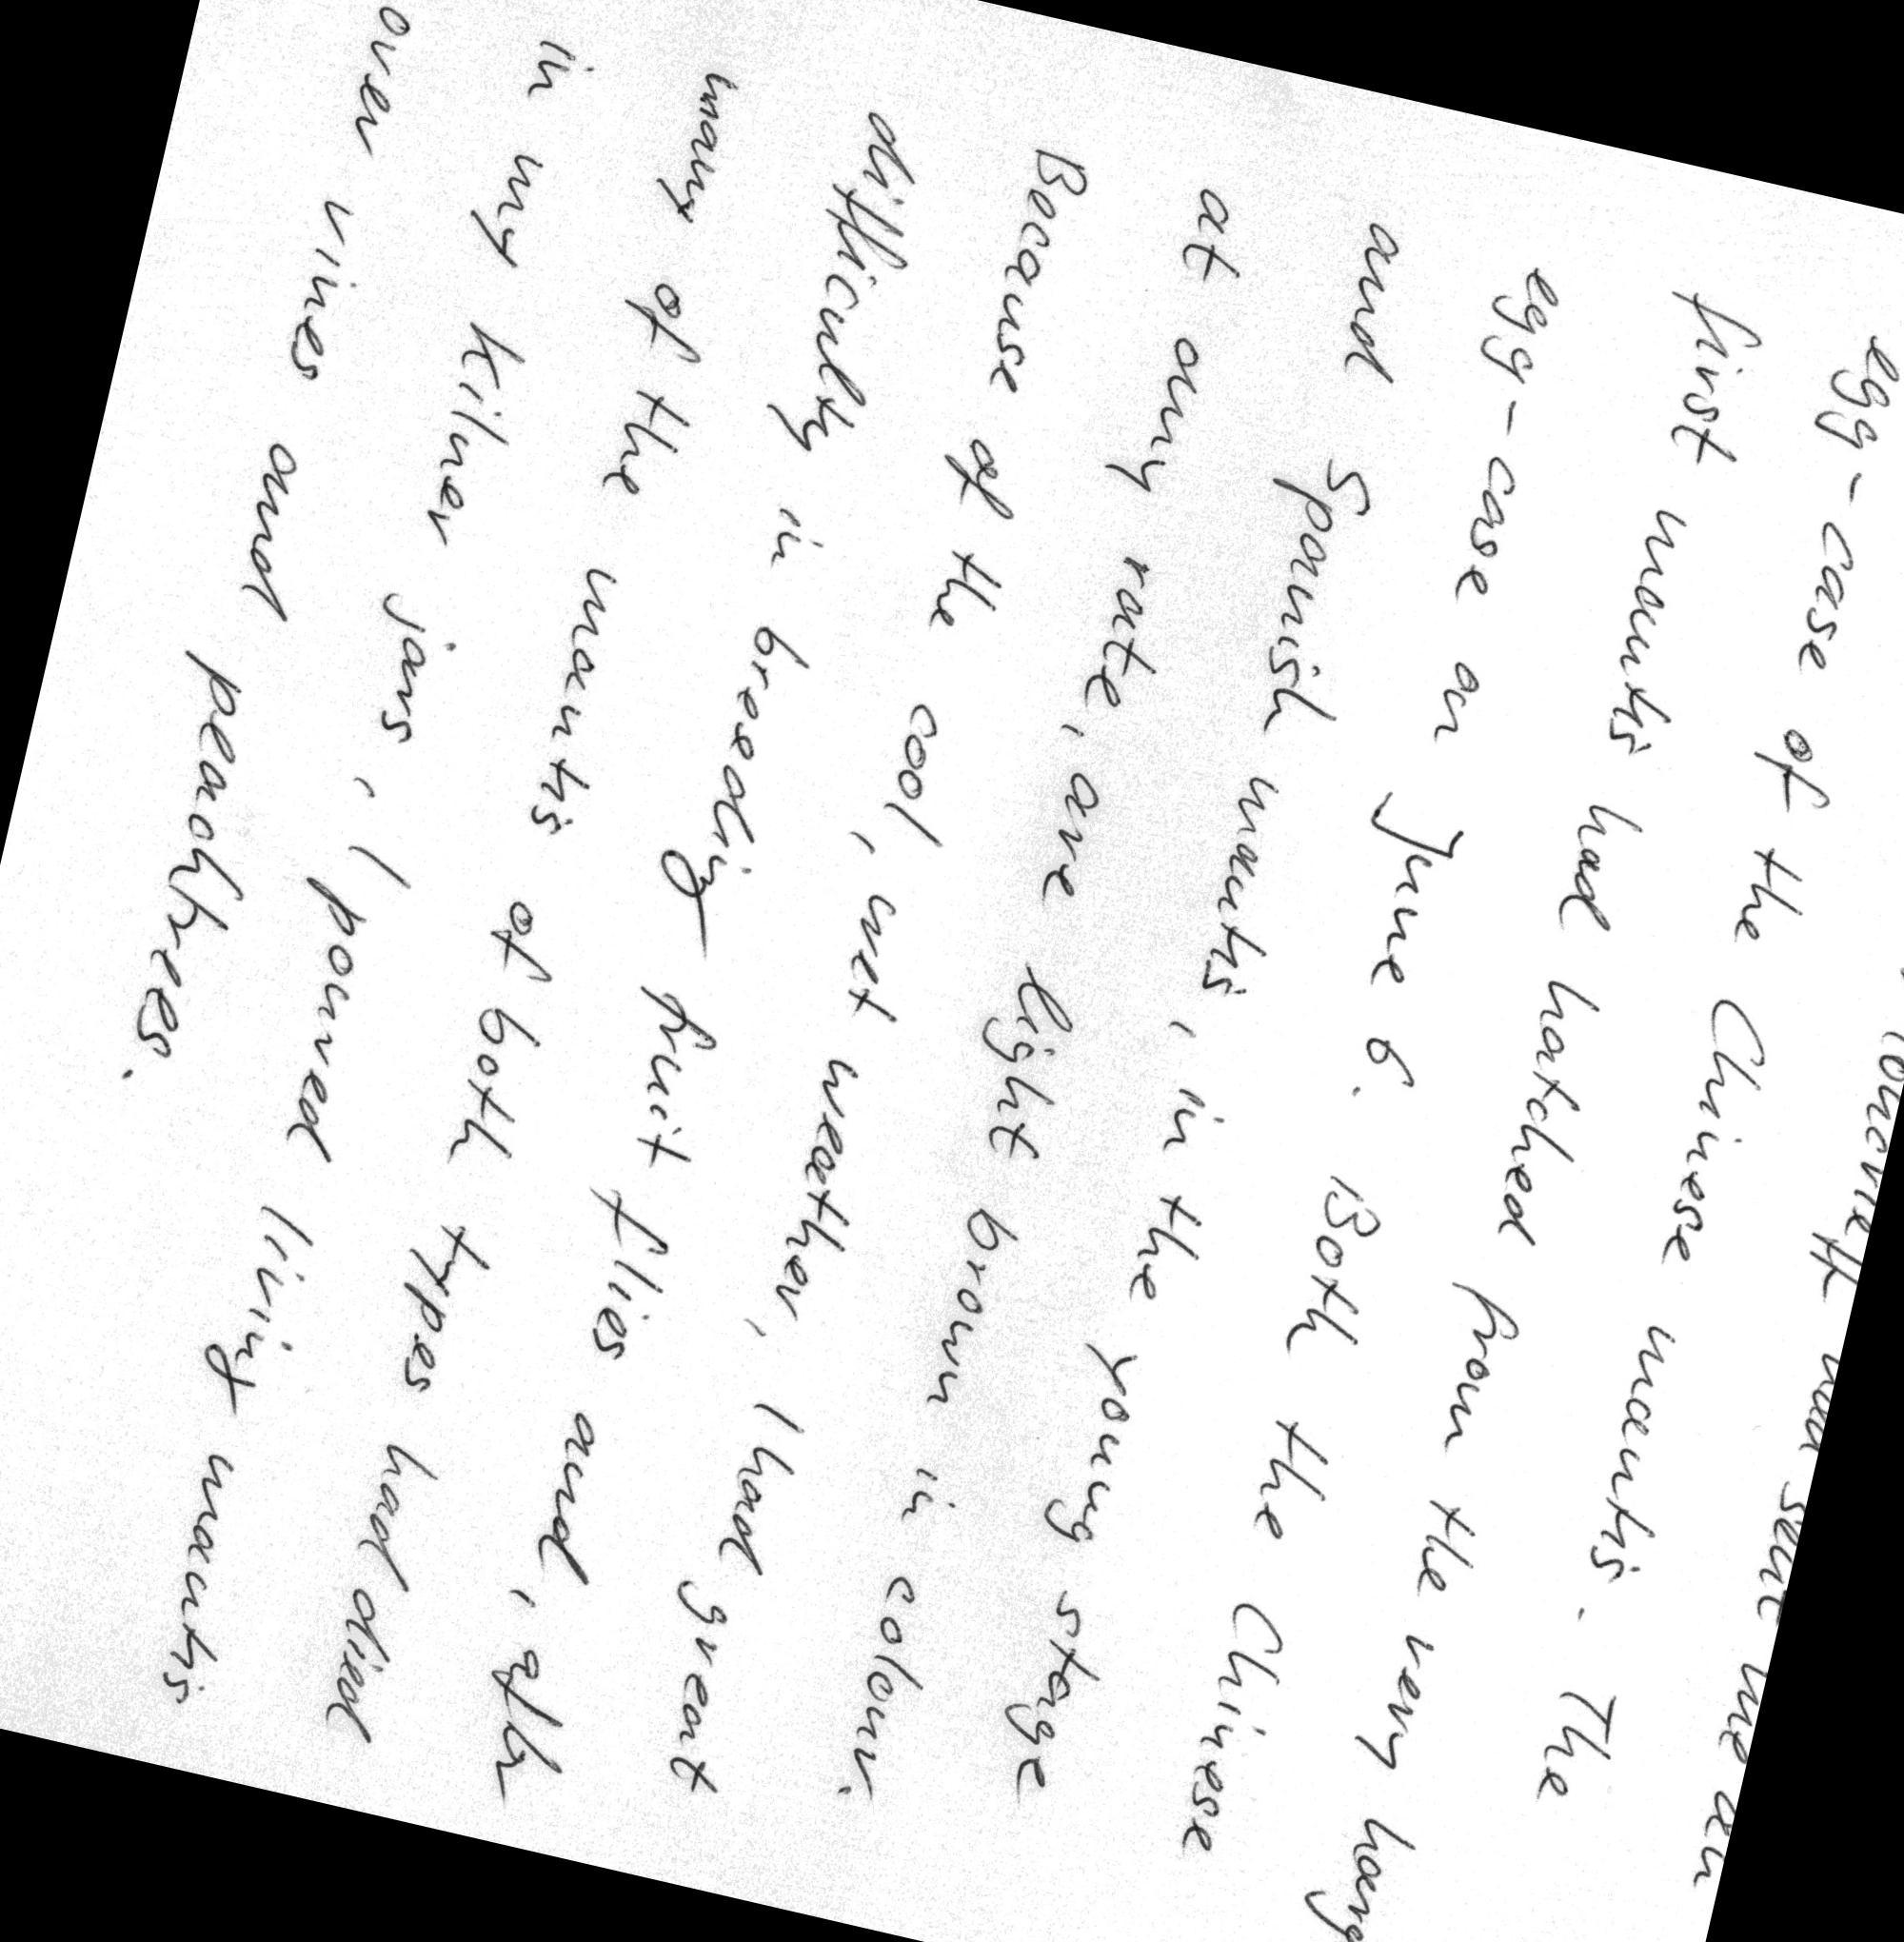 had sent me an
egg-case of the Chinese mantis. The
first mantis had hatched from the very
egg-case on June 6. Both the Chinese
and Spanish mantis, in the young stage
at any rate, are light brown in colour.
Because of the cool, wet weather, I had great
difficulty in breeding fruit flies and, after
many of the mantis of both types had died
in my kilner jars, I poured living mantis
over vines and peachtrees.